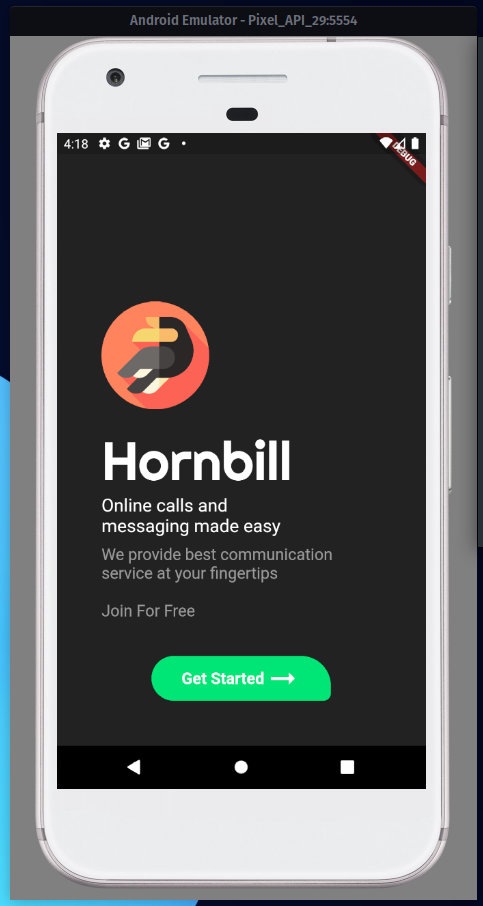 Android Emulator - Pixel_API_29:5554
4:18 G G
DEBUG
Hornbill
Online calls and
messaging made easy
We provide best communication
service at your fingertips
Join For Free
Get Started